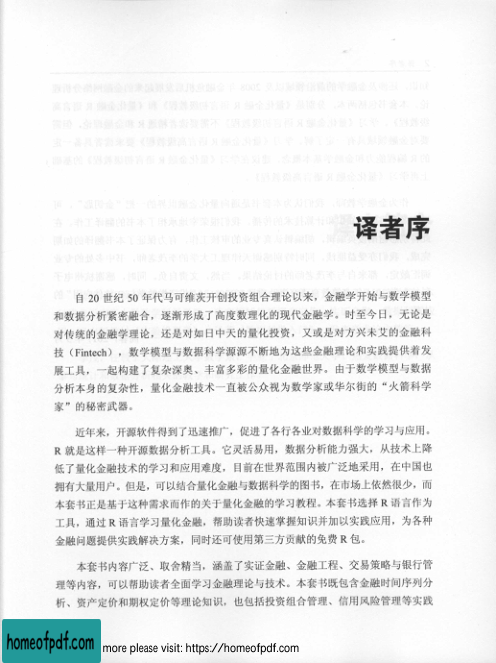 译者序
自 20 世纪 50 年代马可维茨开创投资组合理论以来，金融学开始与数学模型
和数据分析紧密融合，逐渐形成了高度数理化的现代金融学。时至今日，无论是
对传统的金融学理论，还是对如日中天的量化投资，又或是对方兴未艾的金融科
技（Fintech），数学模型与数据科学源源不断地为这些金融理论和实践提供着发
展工具，一起构建了复杂深奥、丰富多彩的量化金融世界。由于数学模型与数据
分析本身的复杂性，量化金融技术一直被公众视为数学家或华尔街的“火箭科学
家”的秘密武器。
近年来，开源软件得到了迅速推广，促进了各行各业对数据科学的学习与应用。
R 就是这样一种开源数据分析工具。它灵活易用，数据分析能力强大，从技术上降
低了量化金融技术的学习和应用难度，目前在世界范围内被广泛地采用，在中国也
拥有大量用户。但是，可以结合量化金融与数据科学的图书，在市场上依然很少，而
本套书正是基于这种需求而作的关于量化金融的学习教程。本套书选择 R 语言作为
工具，通过 R 语言学习量化金融，帮助读者快速掌握知识并加以实践应用，为各种
金融问题提供实践解决方案，同时还可使用第三方贡献的免费 R 包。
本套书内容广泛、取舍精当，涵盖了实证金融、金融工程、交易策略与银行管
理等内容，可以帮助读者全面学习金融理论与技术。本套书既包含金融时间序列分
析、资产定价和期权定价等理论知识，也包括投资组合管理、信用风险管理等实践
homeofpdf.com more please visit: https://homeofpdf.com